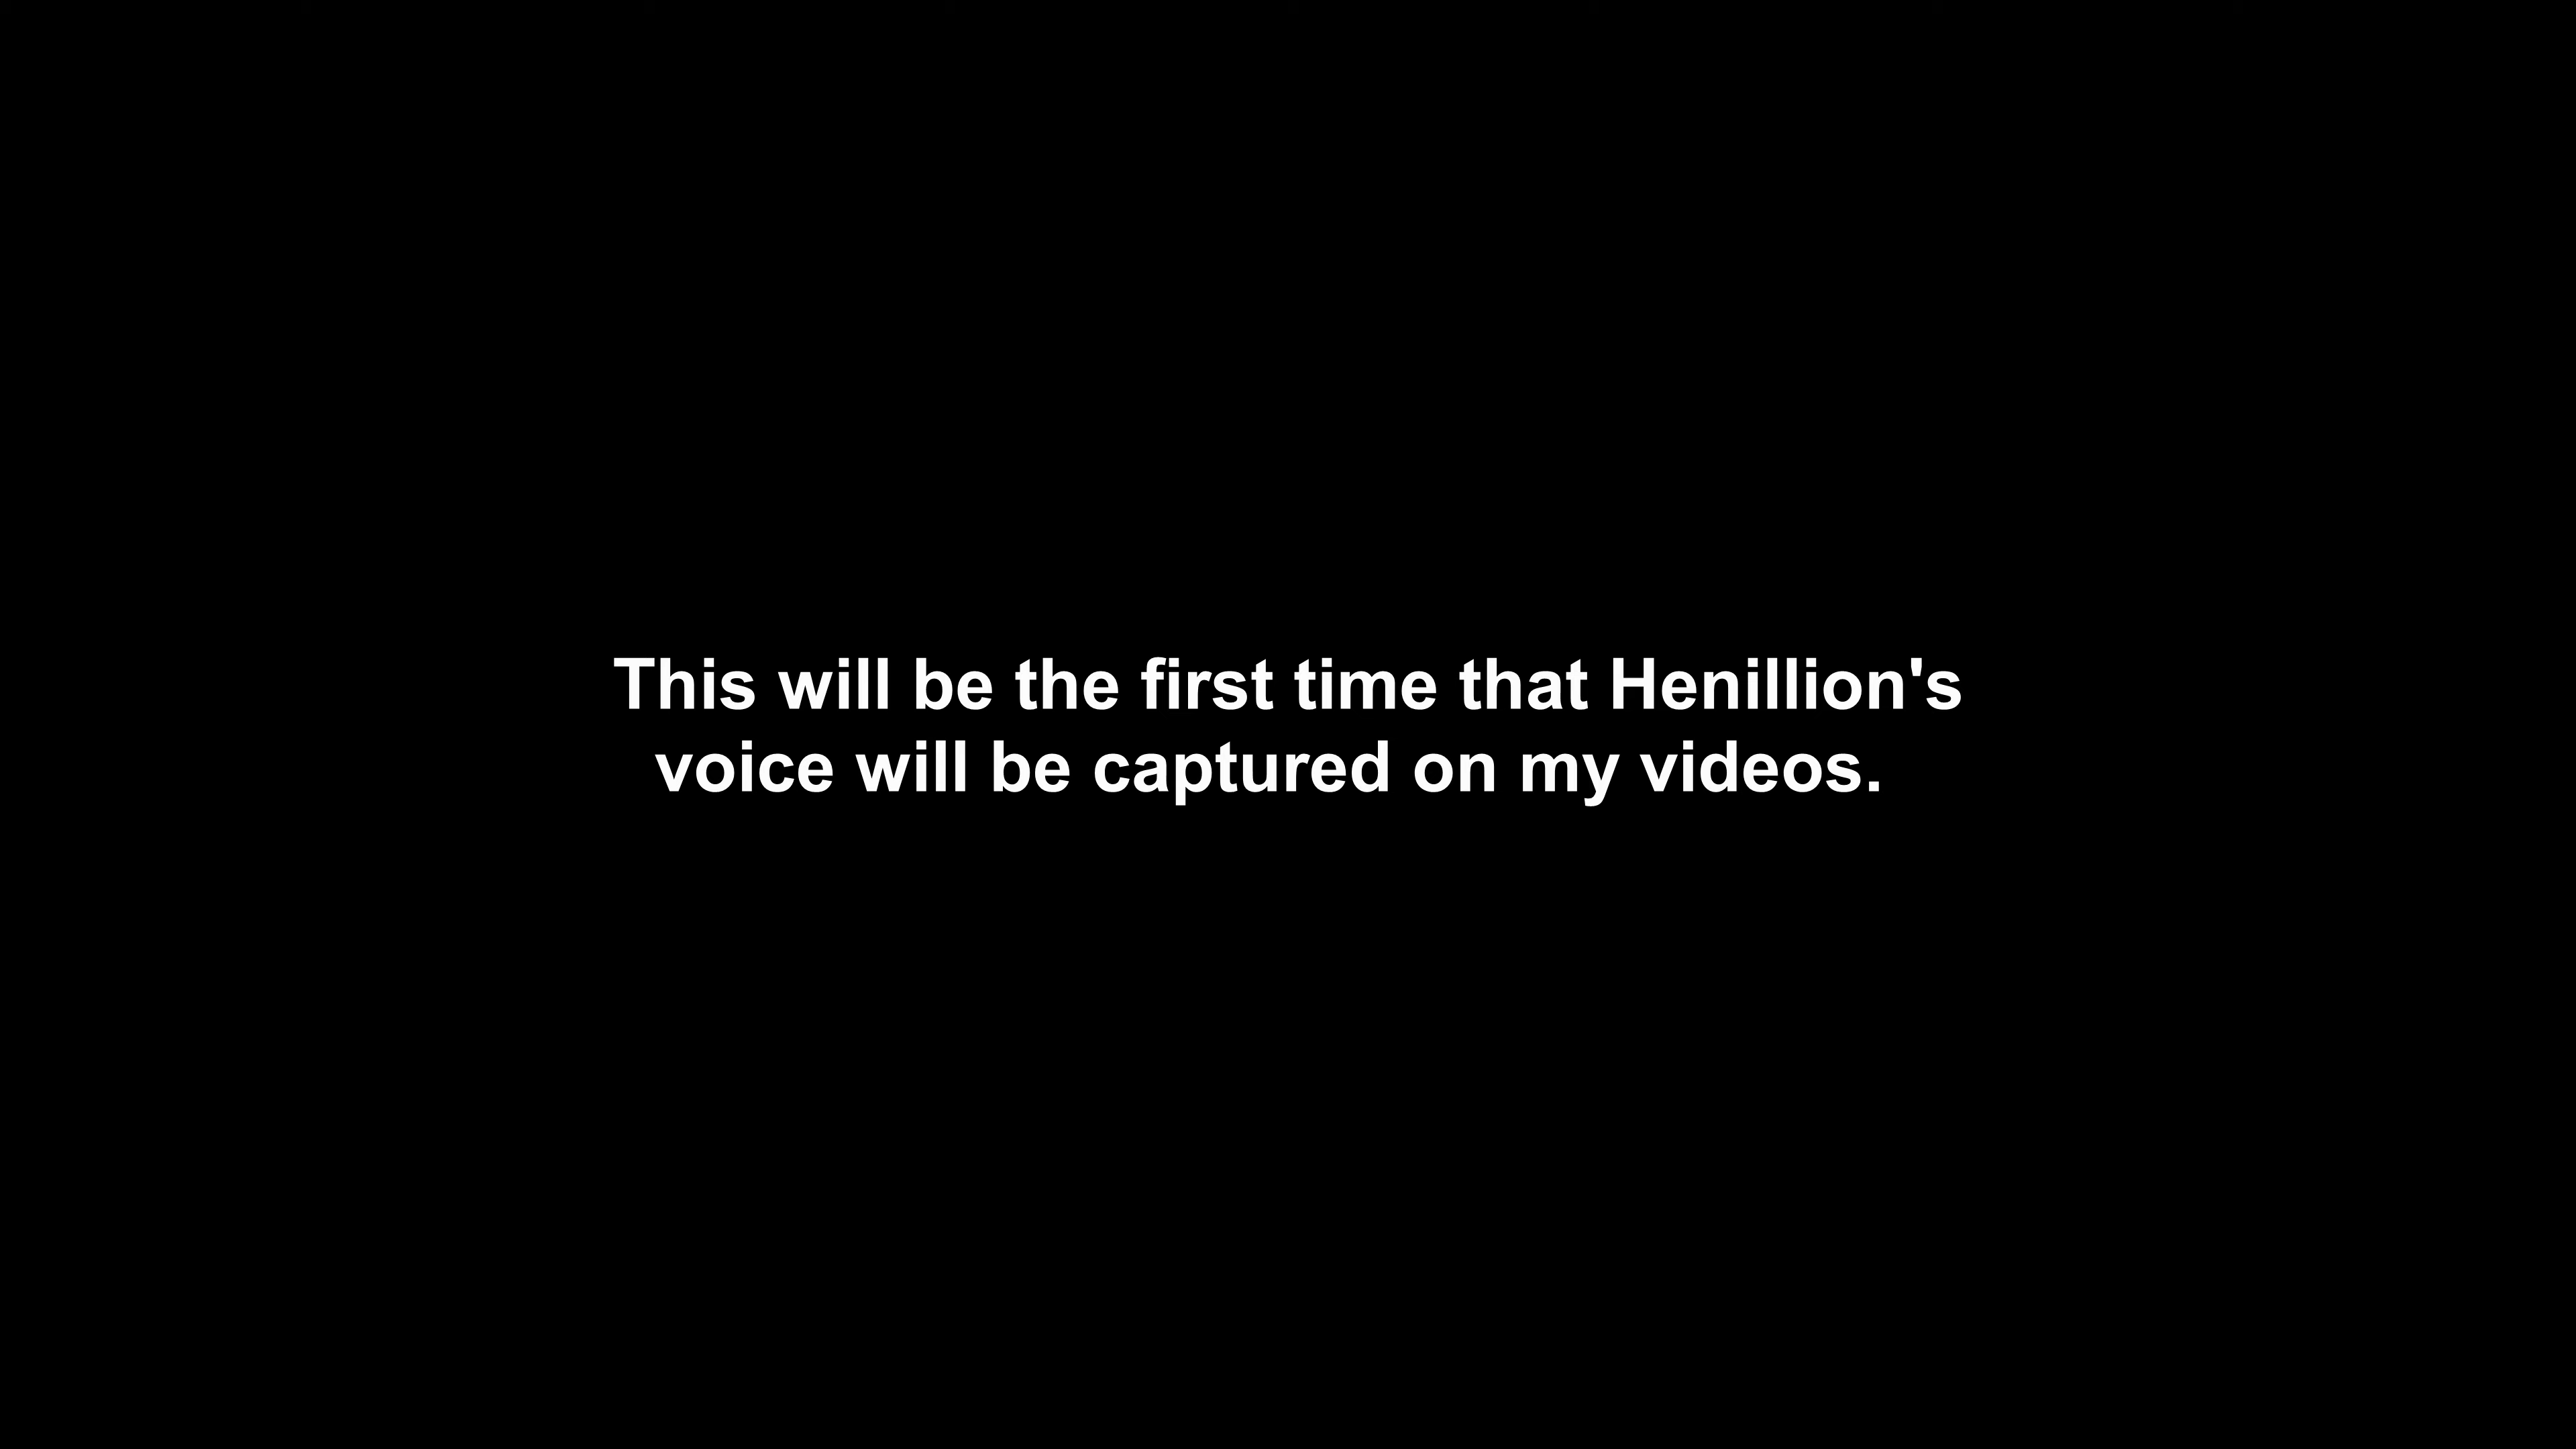 This will be the first time that Henillion's
voice will be captured on my videos.